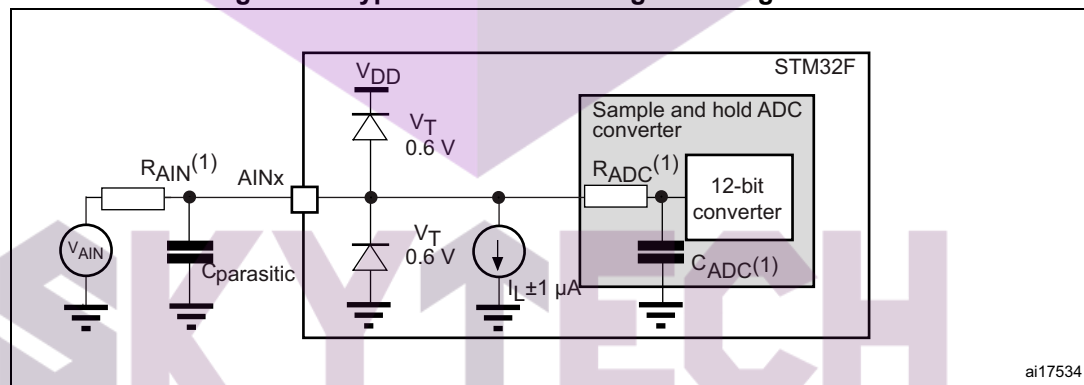 STM32F
VDD
VT
0.6 V
Sample and hold ADC
converter
RAIN(1)
AINx
RADC(1)
12-bit
converter
VAIN
Cparasitic
VT
0.6 V
IL±1 µA
CADC(1)
SKYTECH
ai17534